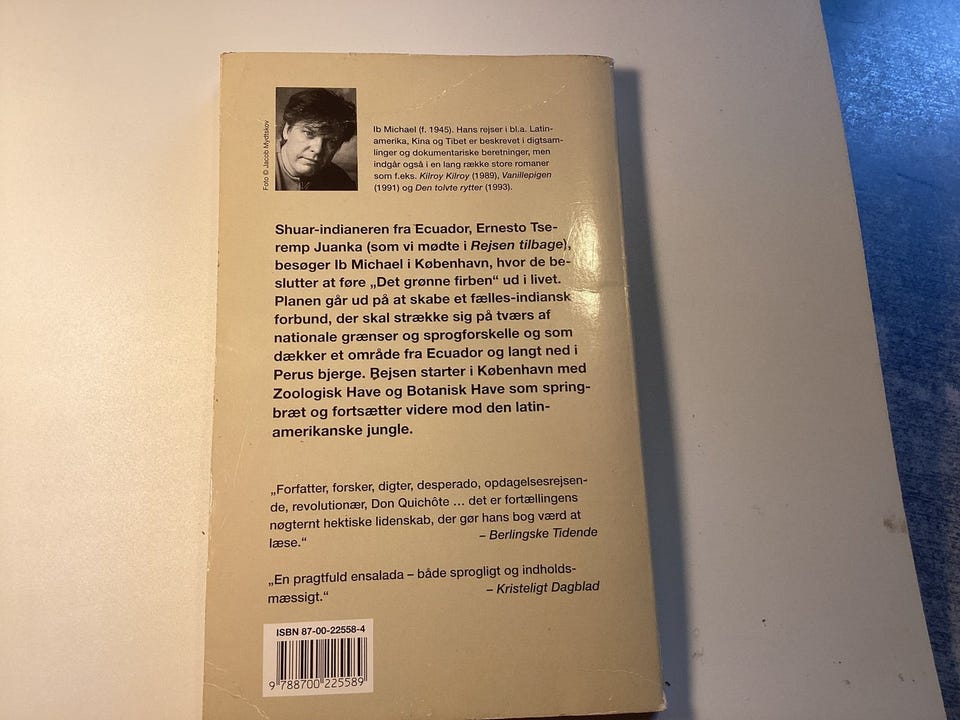 Foto © Jacob Mydtskov
Ib Michael (f. 1945). Hans rejser i bl.a. Latin-
amerika, Kina og Tibet er beskrevet i digtsam-
linger og dokumentariske beretninger, men
indgår også i en lang række store romaner
som f.eks. Kilroy Kilroy (1989), Vanillepigen
(1991) og Den tolvte rytter (1993).
Shuar-indianeren fra Ecuador, Ernesto Tse-
remp Juanka (som vi mødte i Rejsen tilbage),
besøger Ib Michael i København, hvor de be-
slutter at føre „Det grønne firben“ ud i livet.
Planen går ud på at skabe et fælles-indiansk
forbund, der skal strække sig på tværs af
nationale grænser og sprogforskelle og som
dækker et område fra Ecuador og langt ned i
Perus bjerge. Rejsen starter i København med
Zoologisk Have og Botanisk Have som spring-
bræt og fortsætter videre mod den latin-
amerikanske jungle.
„Forfatter, forsker, digter, desperado, opdagelsesrejsen-
de, revolutionær, Don Quichôte ... det er fortællingens
nøgternt hektiske lidenskab, der gør hans bog værd at
læse.“ – Berlingske Tidende
„En pragtfuld ensalada – både sprogligt og indholds-
mæssigt.“ – Kristeligt Dagblad
ISBN 87-00-22558-4
9 788700 225589